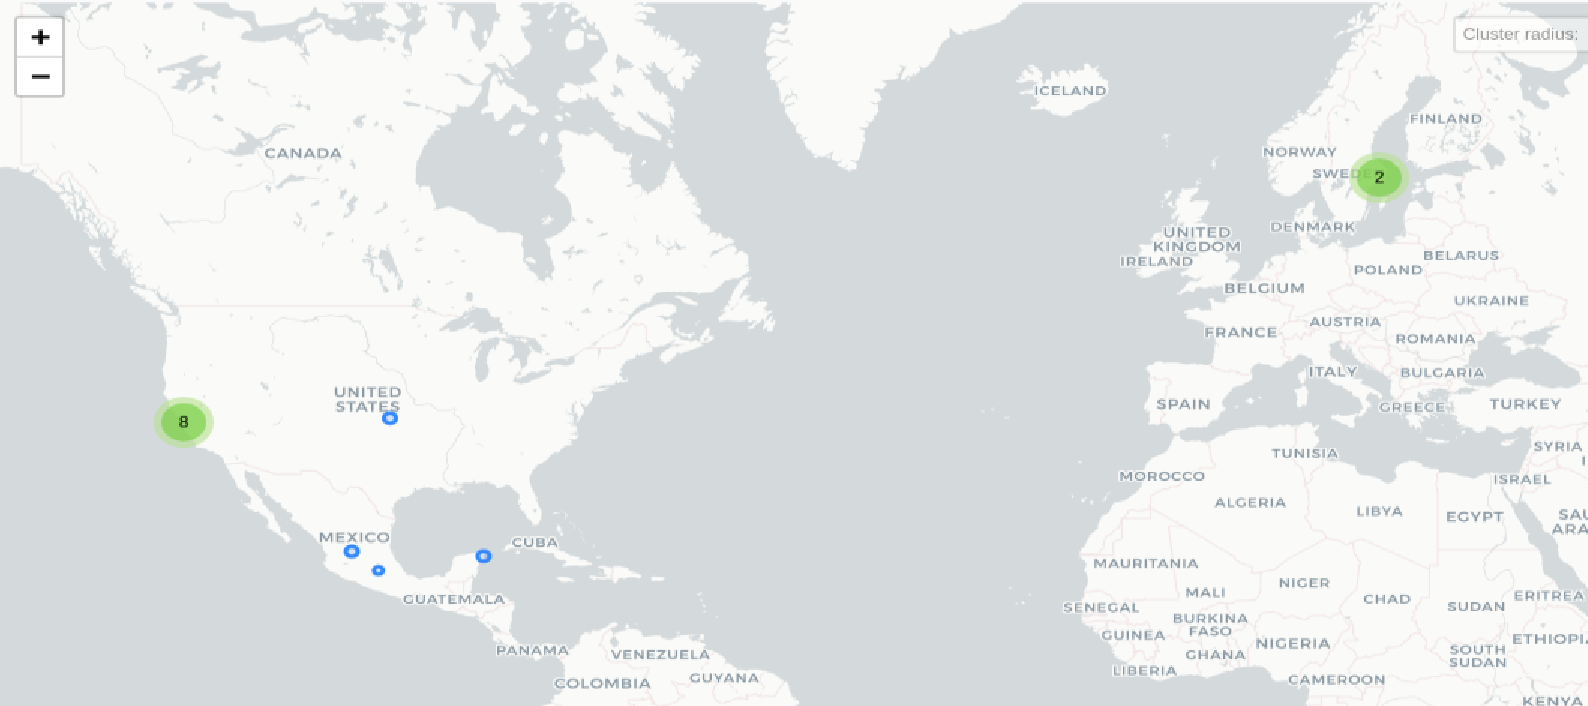 +
−
Cluster radius:
ICELAND
FINLAND
CANADA
NORWAY
SWEDE
2
DENMARK
UNITED
KINGDOM
IRELAND
BELARUS
POLAND
BELGIUM
UKRAINE
AUSTRIA
FRANCE
ROMANIA
ITALY
BULGARIA
UNITED
STATES
SPAIN
GREECE
TURKEY
8
SYRIA
TUNISIA
MOROCCO
ISRAEL
ALGERIA
LIBYA
EGYPT
SAU
ARA
MEXICO
CUBA
MAURITANIA
NIGER
MALI
CHAD
ERITREA
GUATEMALA
SENEGAL
SUDAN
BURKINA
FASO
GUINEA
NIGERIA
ETHIOPI
PANAMA
VENEZUELA
GHANA
SOUTH
SUDAN
LIBERIA
GUYANA
COLOMBIA
CAMEROON
KENYA